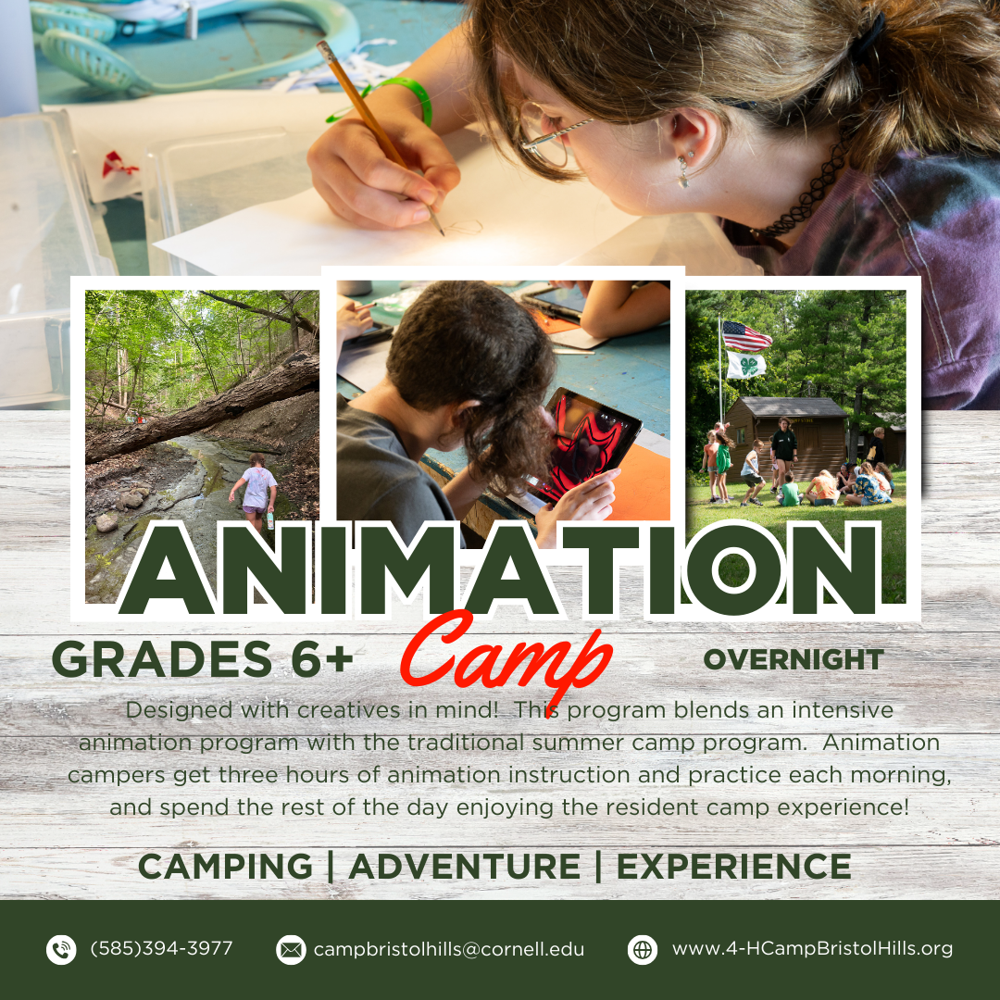 ANIMATION
Camp
GRADES 6+
OVERNIGHT
Designed with creatives in mind!  This program blends an intensive
animation program with the traditional summer camp program.  Animation
campers get three hours of animation instruction and practice each morning,
and spend the rest of the day enjoying the resident camp experience!
CAMPING | ADVENTURE | EXPERIENCE
(585)394-3977
campbristolhills@cornell.edu
www.4-HCampBristolHills.org